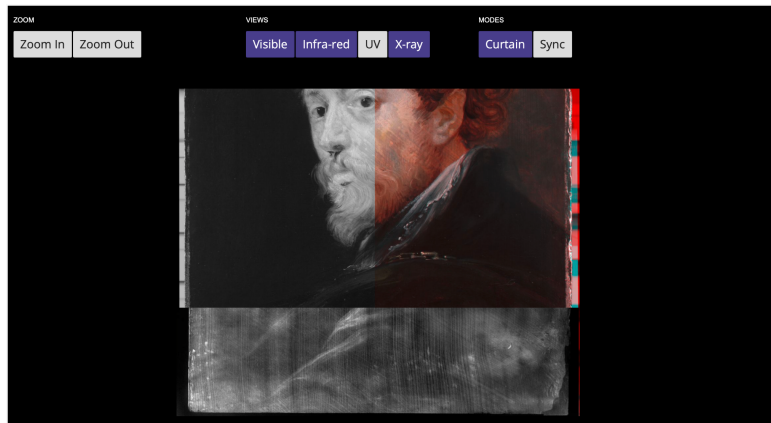 ZOOM
Zoom In Zoom Out
VIEWS
Visible Infra-red UV X-ray
MODES
Curtain Sync